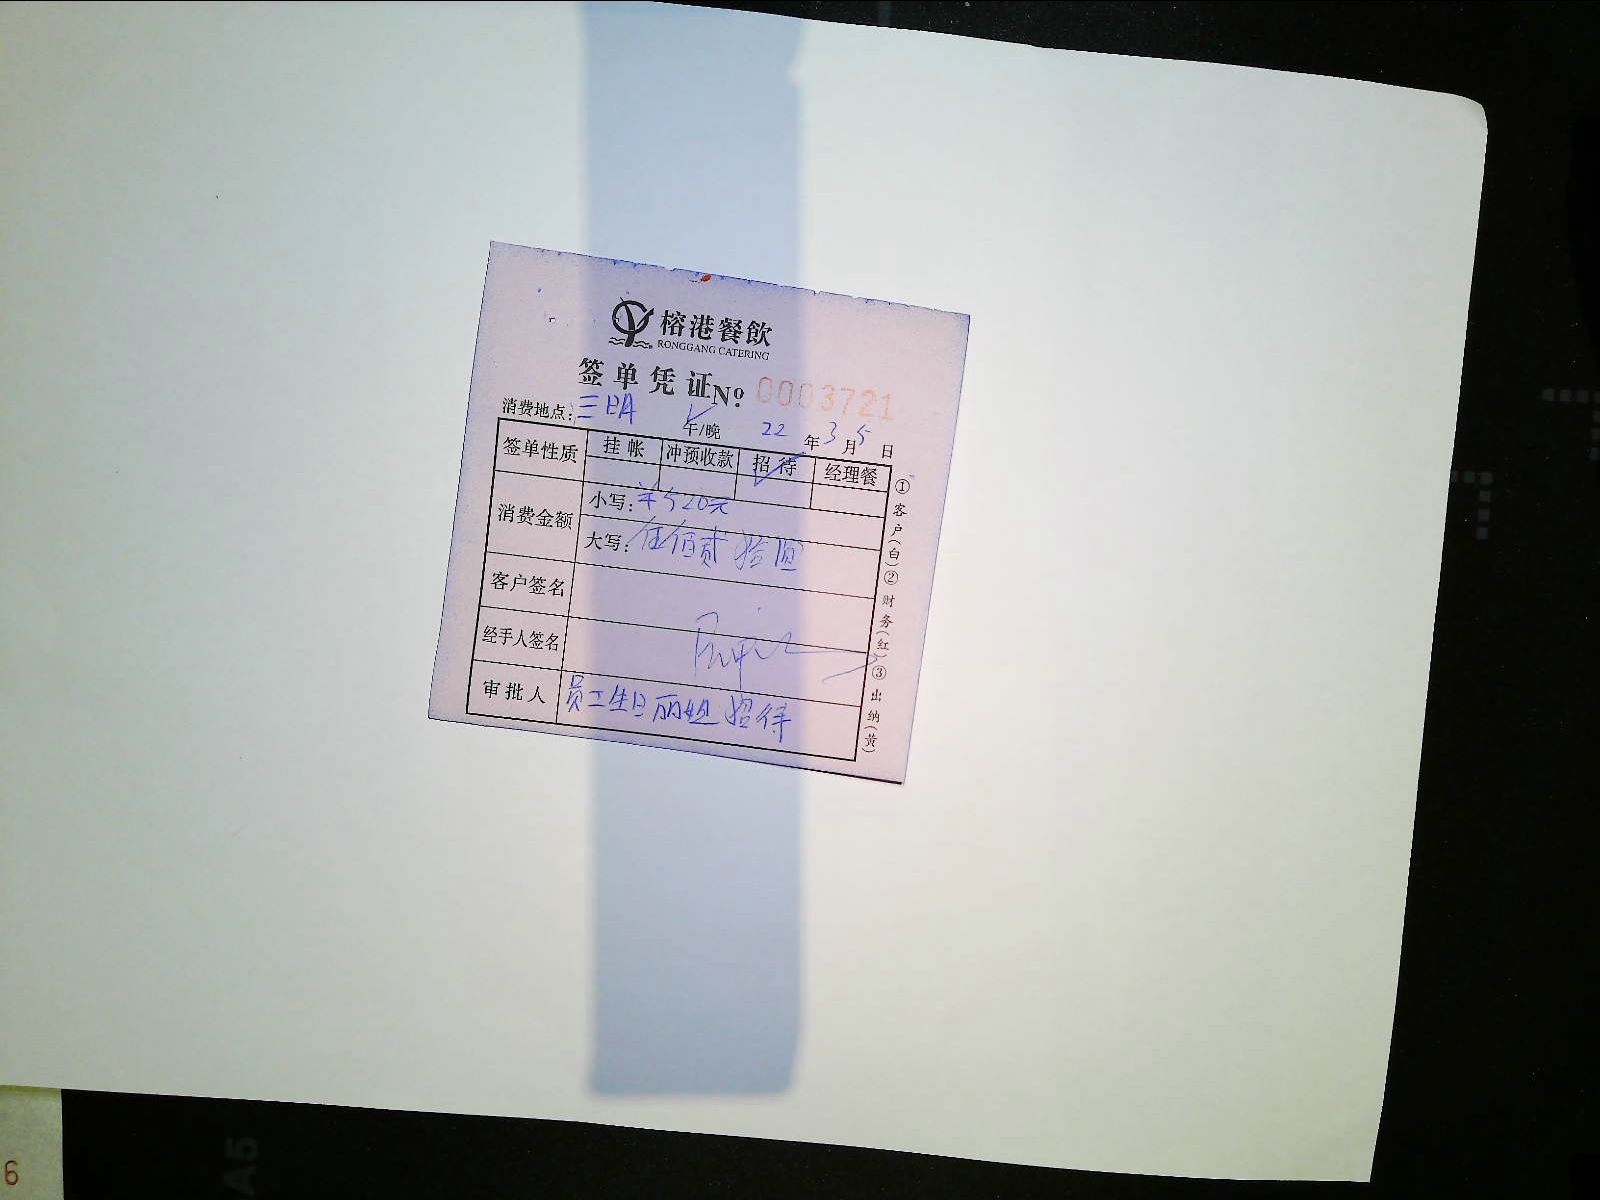 榕港餐飲
RONGGANG CATERING
签单凭证 №: 0003721
消费地点: 三明 午/晚 22 年 3 月 5 日
签单性质 挂帐 冲预收款 招待 经理餐
消费金额 小写: ¥520元
大写: 伍佰贰拾圆
客户签名
经手人签名
审批人 员工生日丽姐招待
①客户(白)②财务(红)③出纳(黄)
A5
6